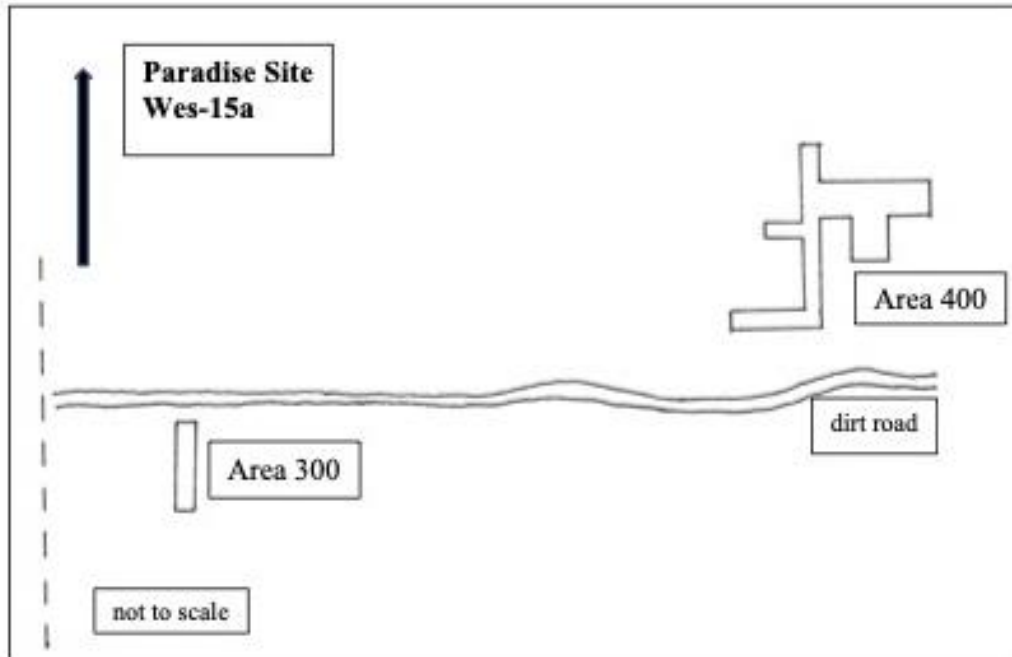 Paradise Site
Wes-15a
Area 400
dirt road
Area 300
not to scale